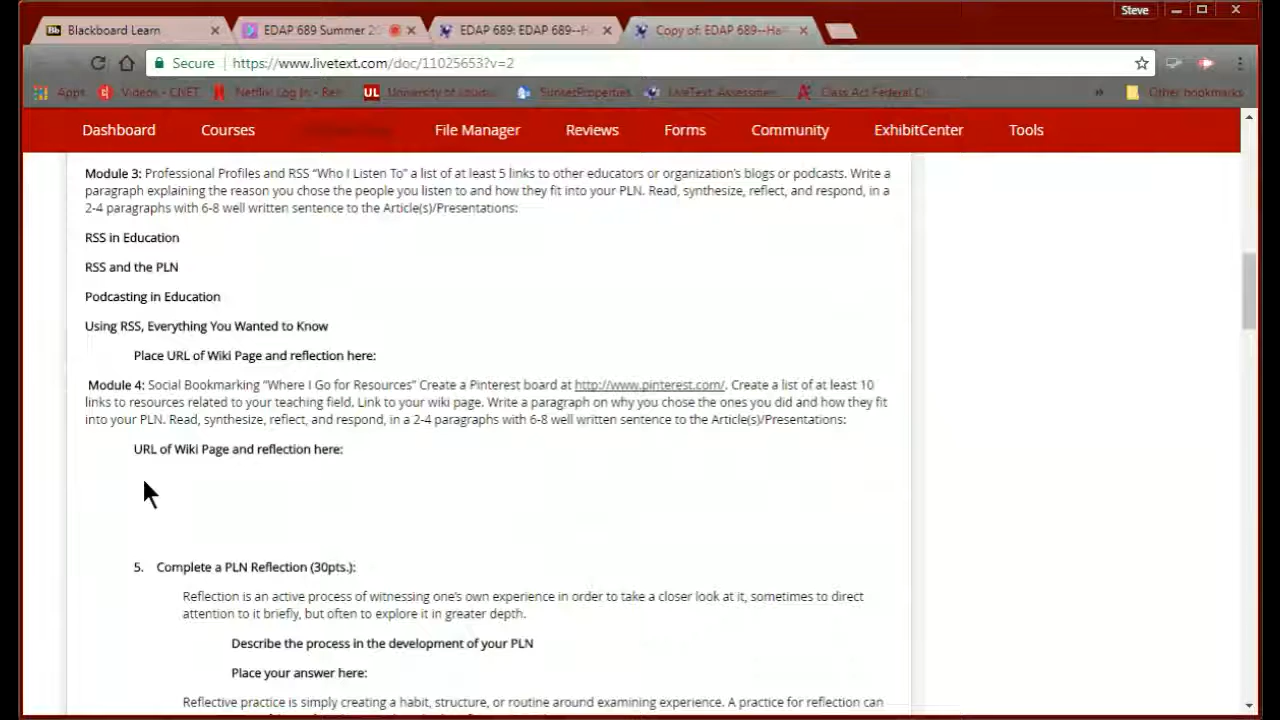 Steve
Blackboard Learn
EDAP 689 Summer 20
EDAP 689: EDAP 689--H
Copy of: EDAP 689--Ha
Secure
https://www.livetext.com/doc/11025653?v=2
Apps
Videos - CNET
Netflix Log In - Res
UL
University of Louisv
SunsetProperties
LiveText Assessmen
Class Act Federal C
»
Other bookmarks
Dashboard
Courses
File Manager
Reviews
Forms
Community
ExhibitCenter
Tools
Module 3: Professional Profiles and RSS “Who I Listen To” a list of at least 5 links to other educators or organization’s blogs or podcasts. Write a
paragraph explaining the reason you chose the people you listen to and how they fit into your PLN. Read, synthesize, reflect, and respond, in a
2-4 paragraphs with 6-8 well written sentence to the Article(s)/Presentations:
RSS in Education
RSS and the PLN
Podcasting in Education
Using RSS, Everything You Wanted to Know
Place URL of Wiki Page and reflection here:
Module 4: Social Bookmarking “Where I Go for Resources” Create a Pinterest board at http://www.pinterest.com/. Create a list of at least 10
links to resources related to your teaching field. Link to your wiki page. Write a paragraph on why you chose the ones you did and how they fit
into your PLN. Read, synthesize, reflect, and respond, in a 2-4 paragraphs with 6-8 well written sentence to the Article(s)/Presentations:
URL of Wiki Page and reflection here:
5. Complete a PLN Reflection (30pts.):
Reflection is an active process of witnessing one’s own experience in order to take a closer look at it, sometimes to direct
attention to it briefly, but often to explore it in greater depth.
Describe the process in the development of your PLN
Place your answer here:
Reflective practice is simply creating a habit, structure, or routine around examining experience. A practice for reflection can